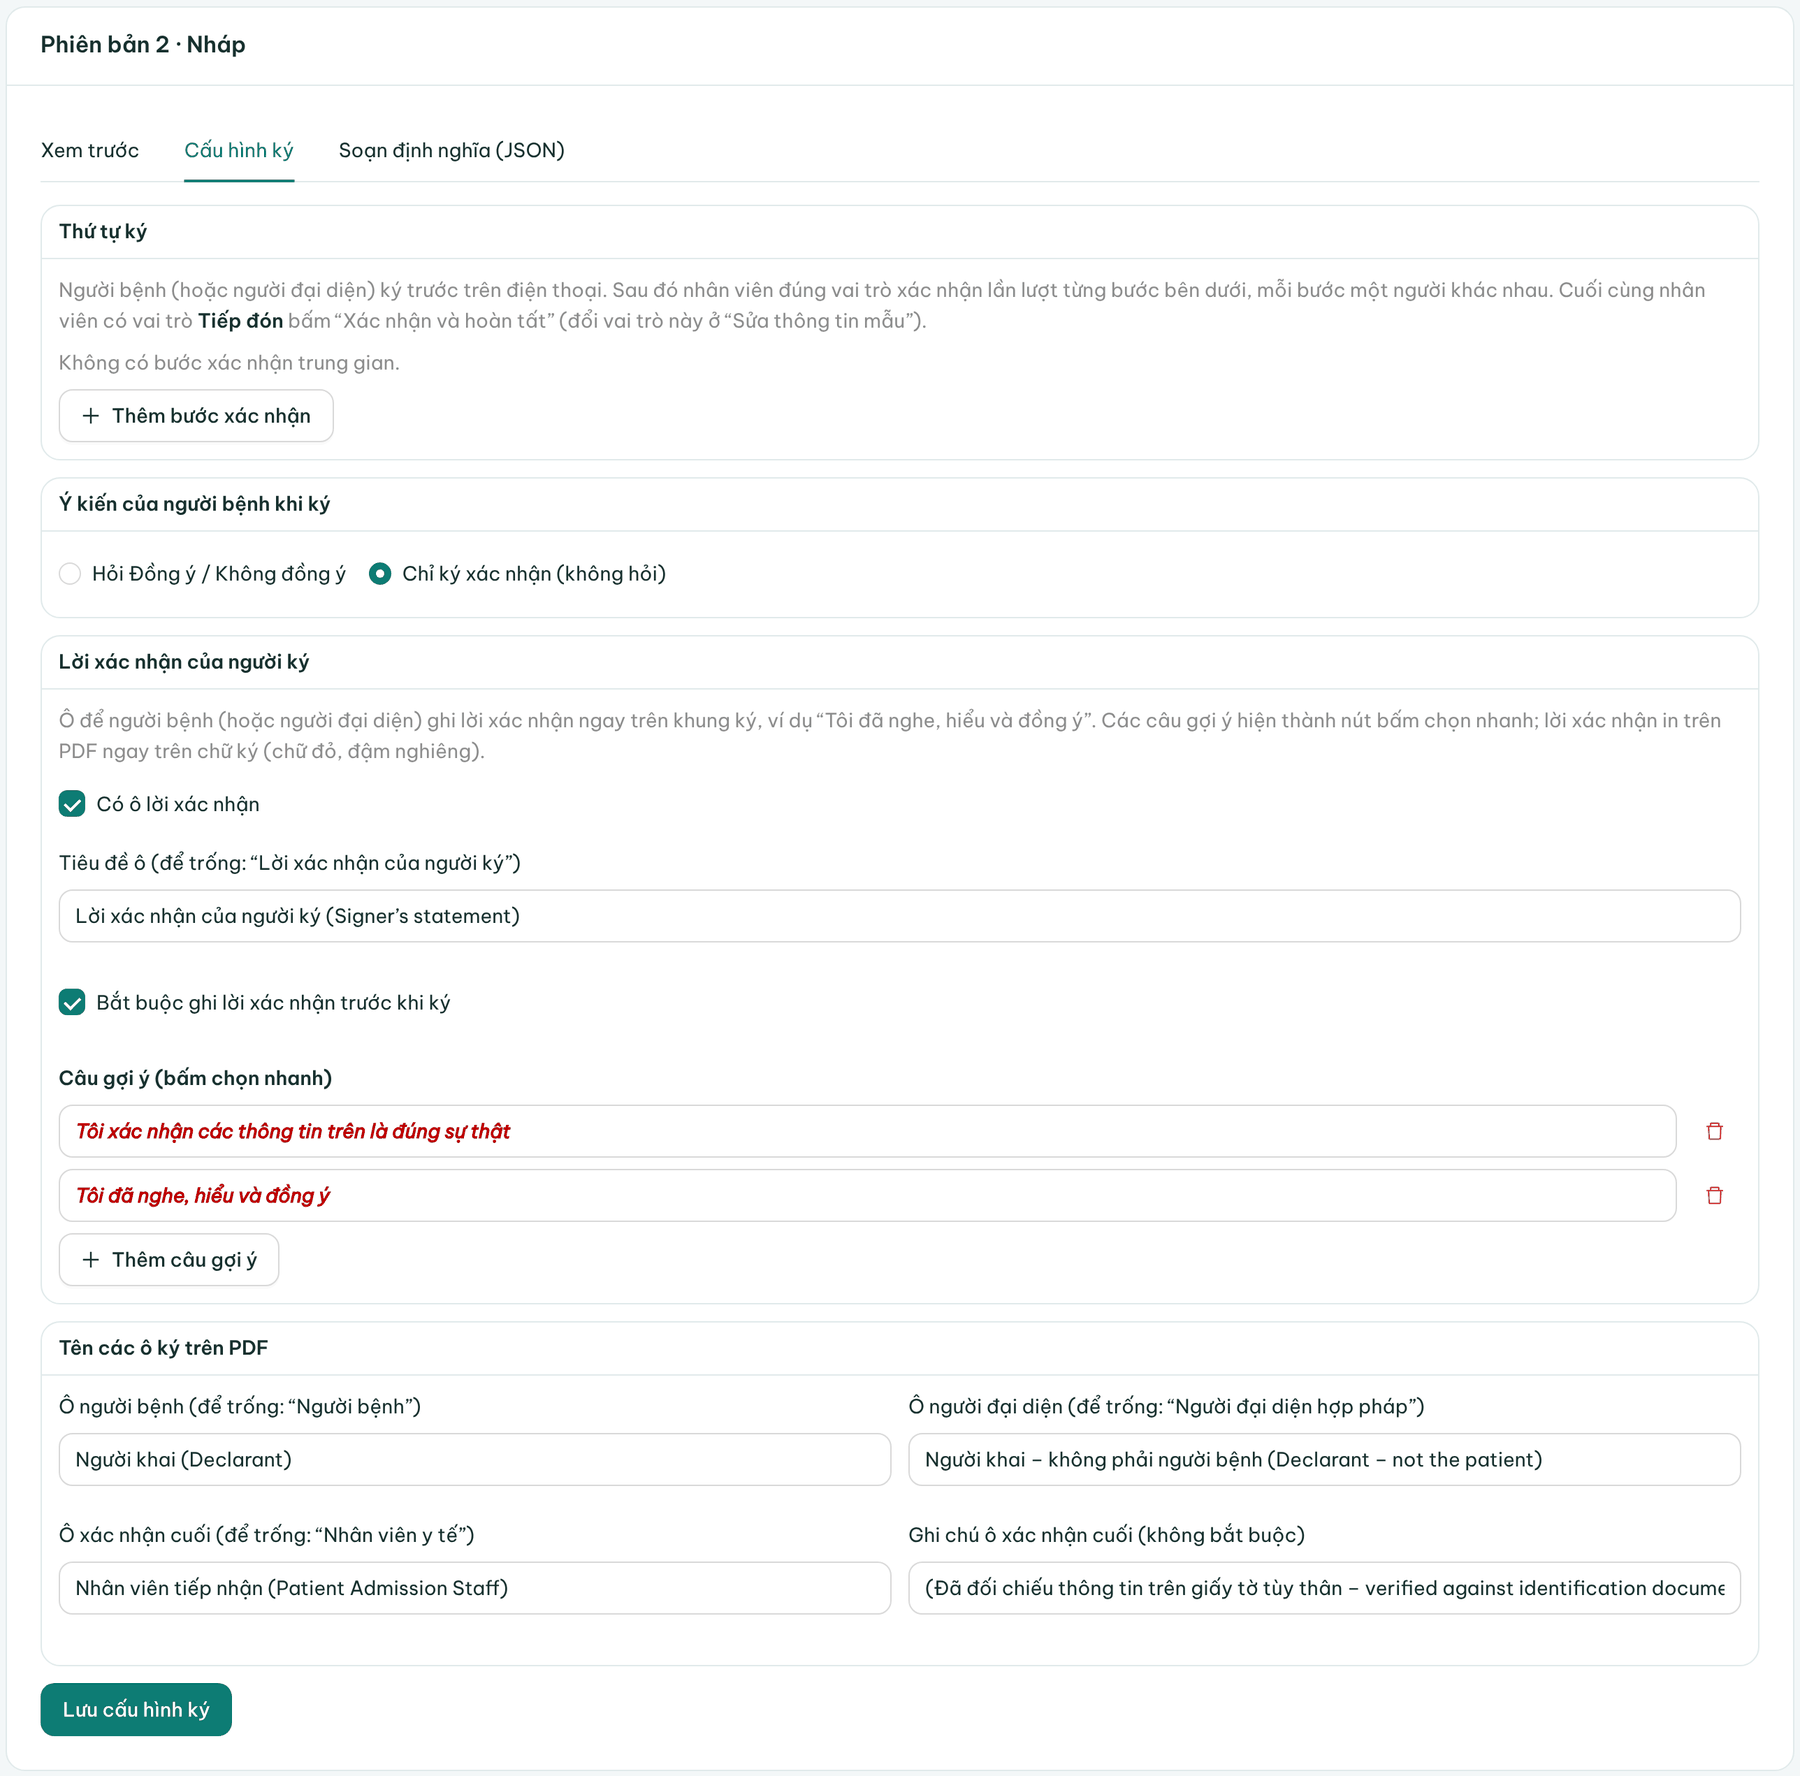 Phiên bản 2 · Nháp
Xem trước
Cấu hình ký
Soạn định nghĩa (JSON)
Thứ tự ký
Người bệnh (hoặc người đại diện) ký trước trên điện thoại. Sau đó nhân viên đúng vai trò xác nhận lần lượt từng bước bên dưới, mỗi bước một người khác nhau. Cuối cùng nhân
viên có vai trò Tiếp đón bấm “Xác nhận và hoàn tất” (đổi vai trò này ở “Sửa thông tin mẫu”).
Không có bước xác nhận trung gian.
Thêm bước xác nhận
Ý kiến của người bệnh khi ký
Hỏi Đồng ý / Không đồng ý
Chỉ ký xác nhận (không hỏi)
Lời xác nhận của người ký
Ô để người bệnh (hoặc người đại diện) ghi lời xác nhận ngay trên khung ký, ví dụ “Tôi đã nghe, hiểu và đồng ý”. Các câu gợi ý hiện thành nút bấm chọn nhanh; lời xác nhận in trên
PDF ngay trên chữ ký (chữ đỏ, đậm nghiêng).
Có ô lời xác nhận
Tiêu đề ô (để trống: “Lời xác nhận của người ký”)
Lời xác nhận của người ký (Signer’s statement)
Bắt buộc ghi lời xác nhận trước khi ký
Câu gợi ý (bấm chọn nhanh)
Tôi xác nhận các thông tin trên là đúng sự thật
Tôi đã nghe, hiểu và đồng ý
Thêm câu gợi ý
Tên các ô ký trên PDF
Ô người bệnh (để trống: “Người bệnh”)
Ô người đại diện (để trống: “Người đại diện hợp pháp”)
Người khai (Declarant)
Người khai – không phải người bệnh (Declarant – not the patient)
Ô xác nhận cuối (để trống: “Nhân viên y tế”)
Ghi chú ô xác nhận cuối (không bắt buộc)
Nhân viên tiếp nhận (Patient Admission Staff)
(Đã đối chiếu thông tin trên giấy tờ tùy thân – verified against identification docume
Lưu cấu hình ký